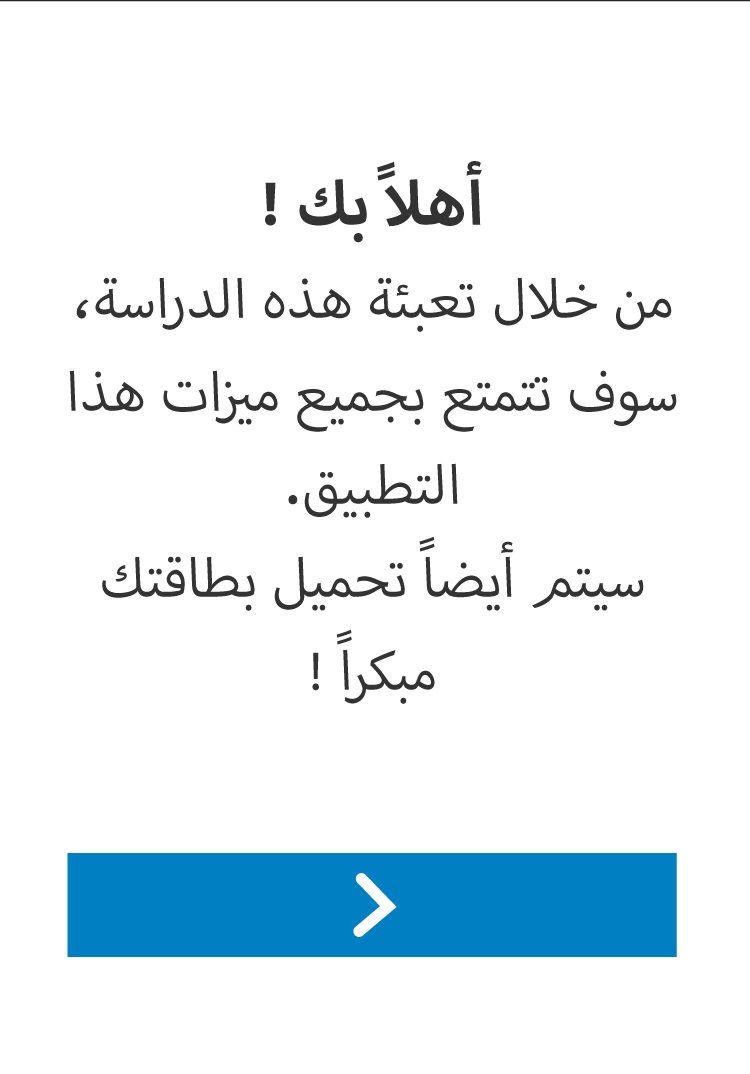 أهلاً بك !
من خلال تعبئة هذه الدراسة،
سوف تتمتع بجميع ميزات هذا
التطبيق.
سيتم أيضاً تحميل بطاقتك
مبكراً !